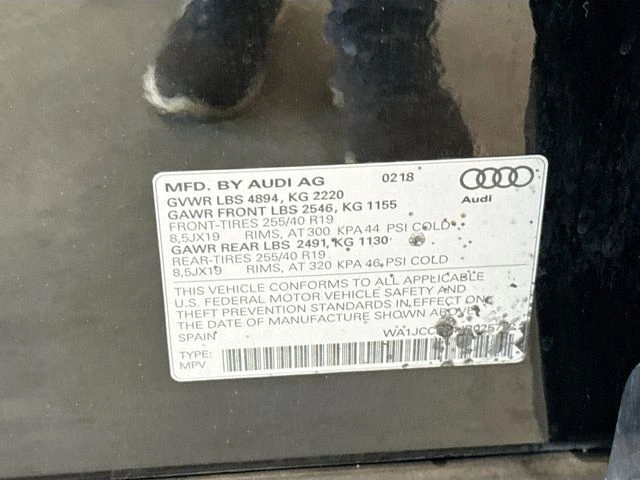 MFD. BY AUDI AG 0218
Audi
GVWR LBS 4894, KG 2220
GAWR FRONT LBS 2546, KG 1155
FRONT-TIRES 255/40 R19
8,5JX19 RIMS, AT 300 KPA 44 PSI COLD
GAWR REAR LBS 2491, KG 1130
REAR-TIRES 255/40 R19
8,5JX19 RIMS, AT 320 KPA 46 PSI COLD
THIS VEHICLE CONFORMS TO ALL APPLICABLE
U.S. FEDERAL MOTOR VEHICLE SAFETY AND
THEFT PREVENTION STANDARDS IN EFFECT ON
THE DATE OF MANUFACTURE SHOWN ABOVE.
SPAIN
TYPE:
MPV